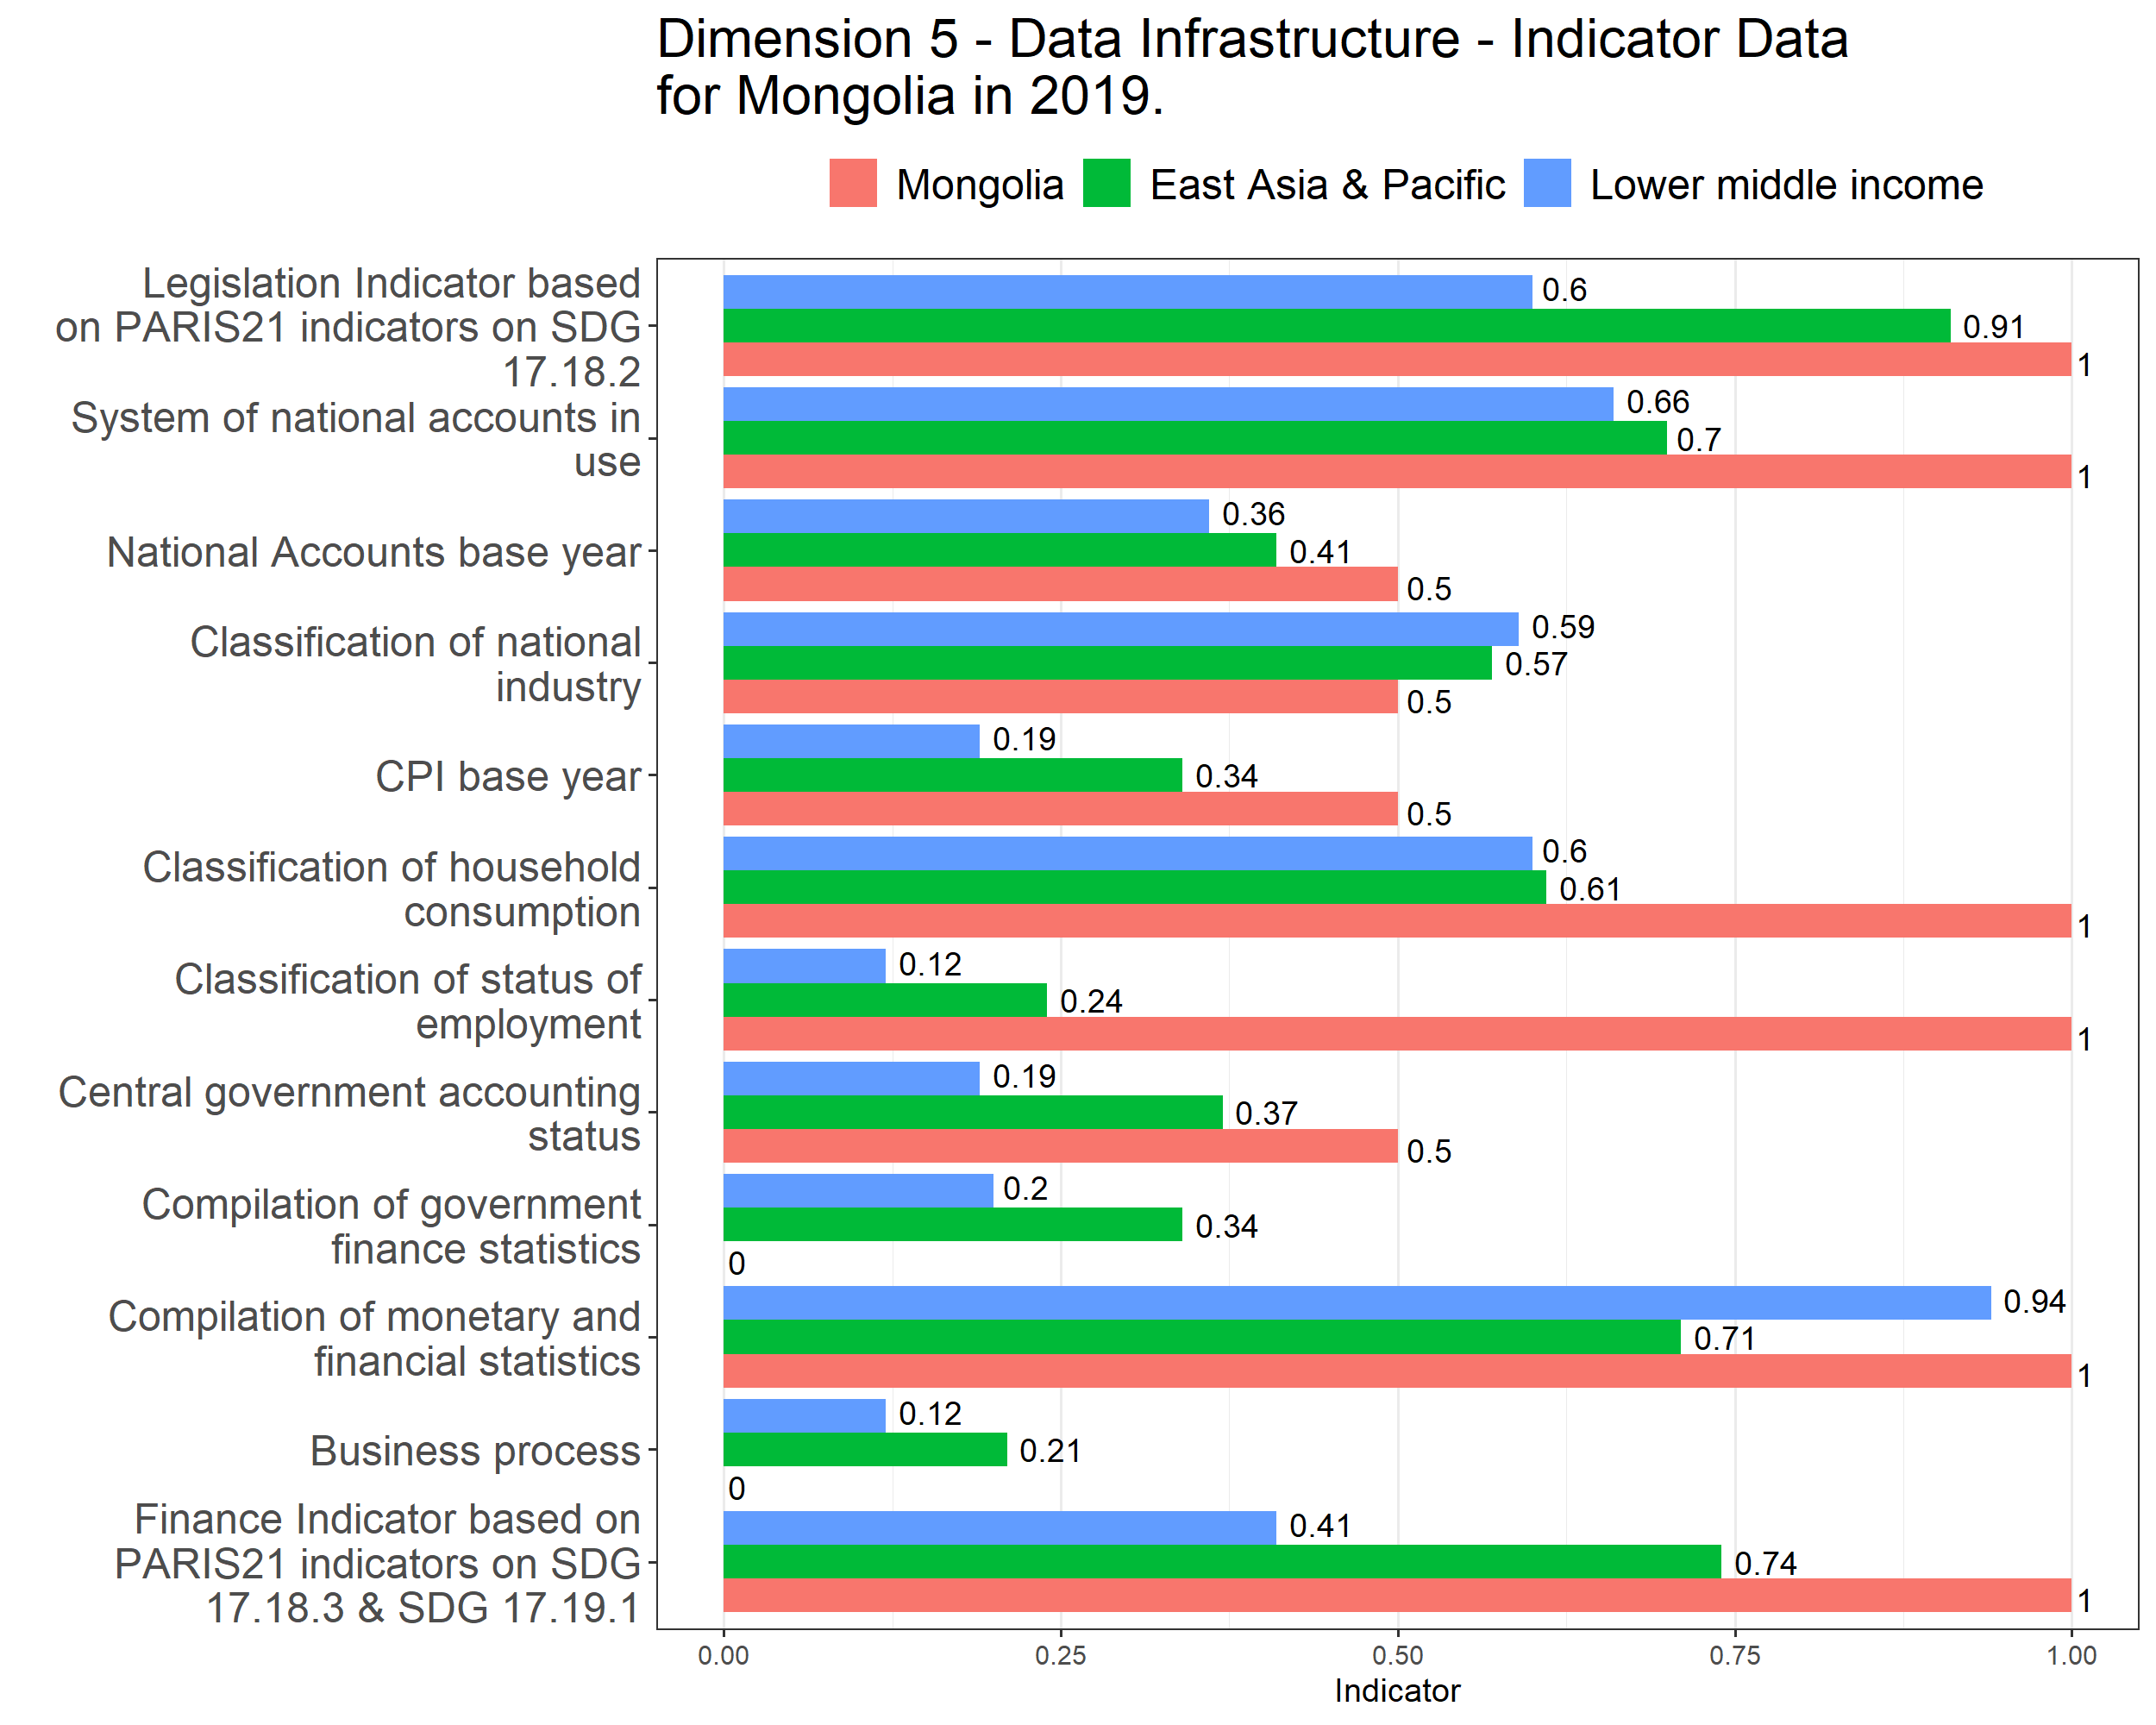 Dimension 5 - Data Infrastructure - Indicator Data
for Mongolia in 2019.
Mongolia East Asia & Pacific Lower middle income
Legislation Indicator based
on PARIS21 indicators on SDG
17.18.2
0.6
0.91
1
System of national accounts in
use
0.66
0.7
1
National Accounts base year
0.36
0.41
0.5
Classification of national
industry
0.59
0.57
0.5
CPI base year
0.19
0.34
0.5
Classification of household
consumption
0.6
0.61
1
Classification of status of
employment
0.12
0.24
1
Central government accounting
status
0.19
0.37
0.5
Compilation of government
finance statistics
0.2
0.34
0
Compilation of monetary and
financial statistics
0.94
0.71
1
Business process
0.12
0.21
0
Finance Indicator based on
PARIS21 indicators on SDG
17.18.3 & SDG 17.19.1
0.41
0.74
1
0.00 0.25 0.50 0.75 1.00
Indicator